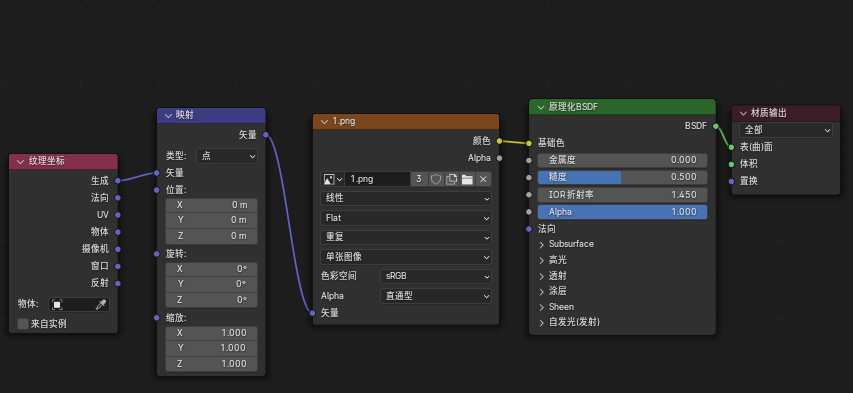 纹理坐标
生成
法向
UV
物体
摄像机
窗口
反射
物体:
来自实例
映射
矢量
类型: 点
矢量
位置:
X 0 m
Y 0 m
Z 0 m
旋转:
X 0°
Y 0°
Z 0°
缩放:
X 1.000
Y 1.000
Z 1.000
1.png
颜色
Alpha
1.png 3
线性
Flat
重复
单张图像
色彩空间 sRGB
Alpha 直通型
矢量
原理化BSDF
BSDF
基础色
金属度 0.000
糙度 0.500
IOR折射率 1.450
Alpha 1.000
法向
Subsurface
高光
透射
涂层
Sheen
自发光(发射)
材质输出
全部
表(曲)面
体积
置换